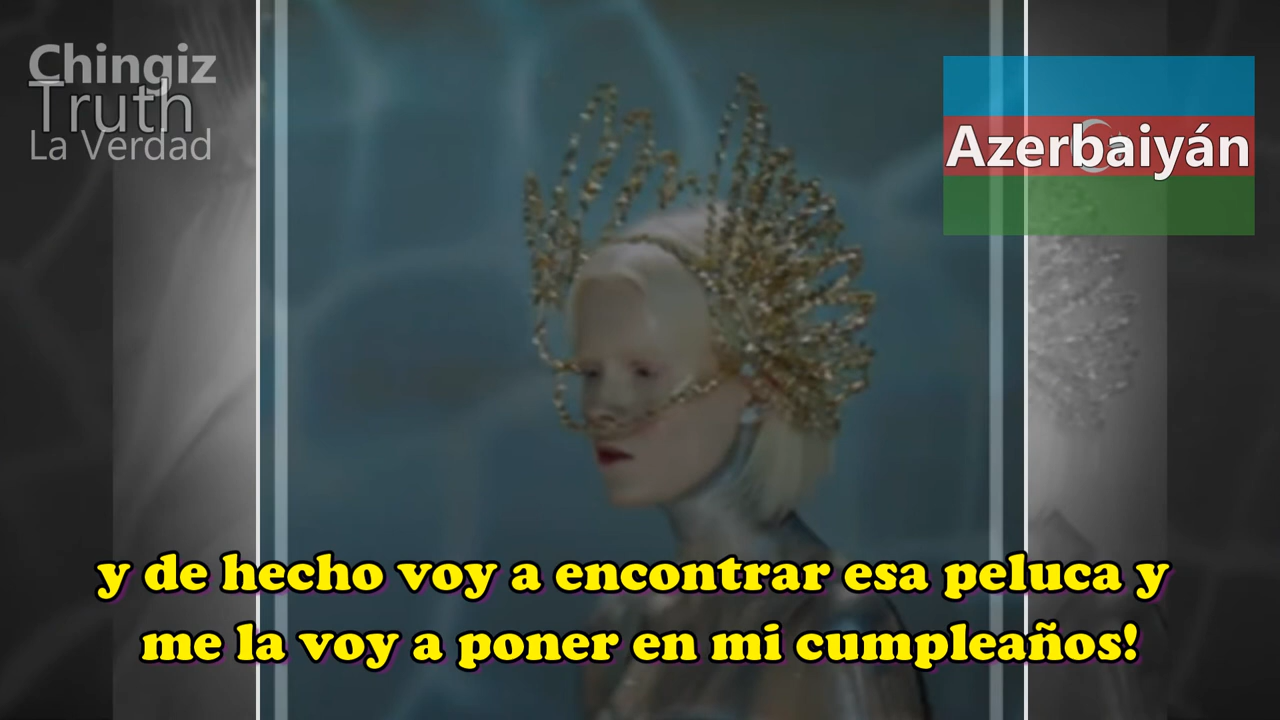 Chingiz
Truth
La Verdad
Azerbaiyán
y de hecho voy a encontrar esa peluca y
me la voy a poner en mi cumpleaños!